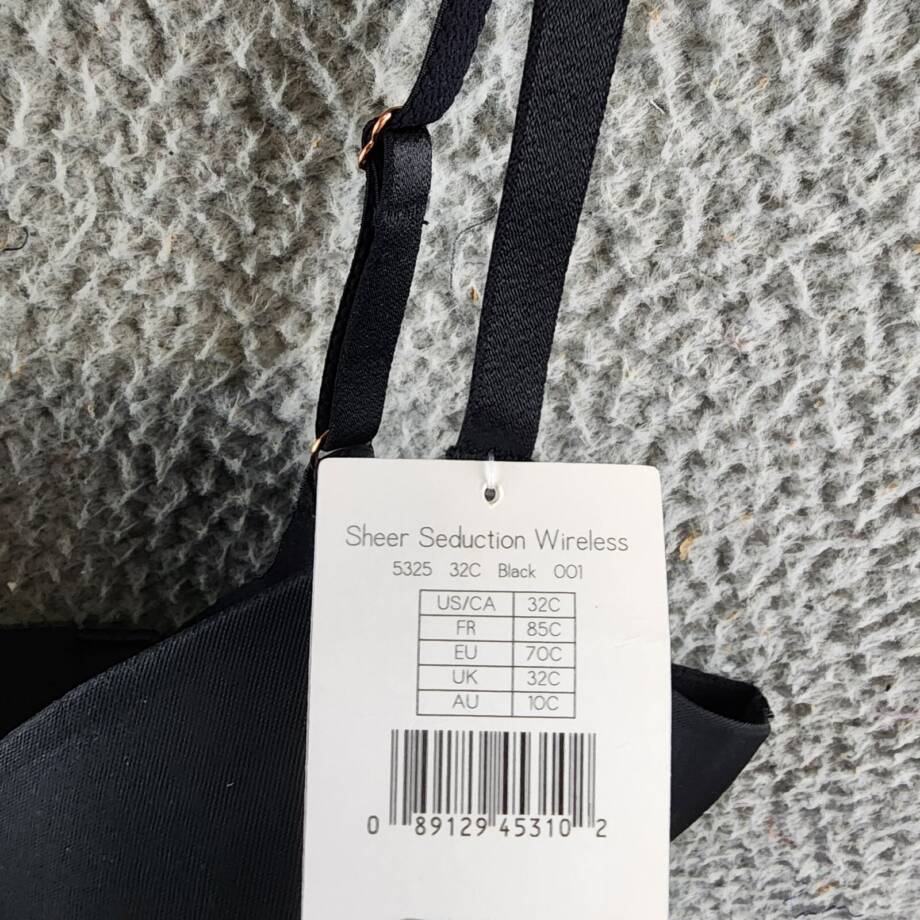 Sheer Seduction Wireless
5325 32C Black 001
US/CA 32C
FR 85C
EU 70C
UK 32C
AU 10C
0 89129 45310 2